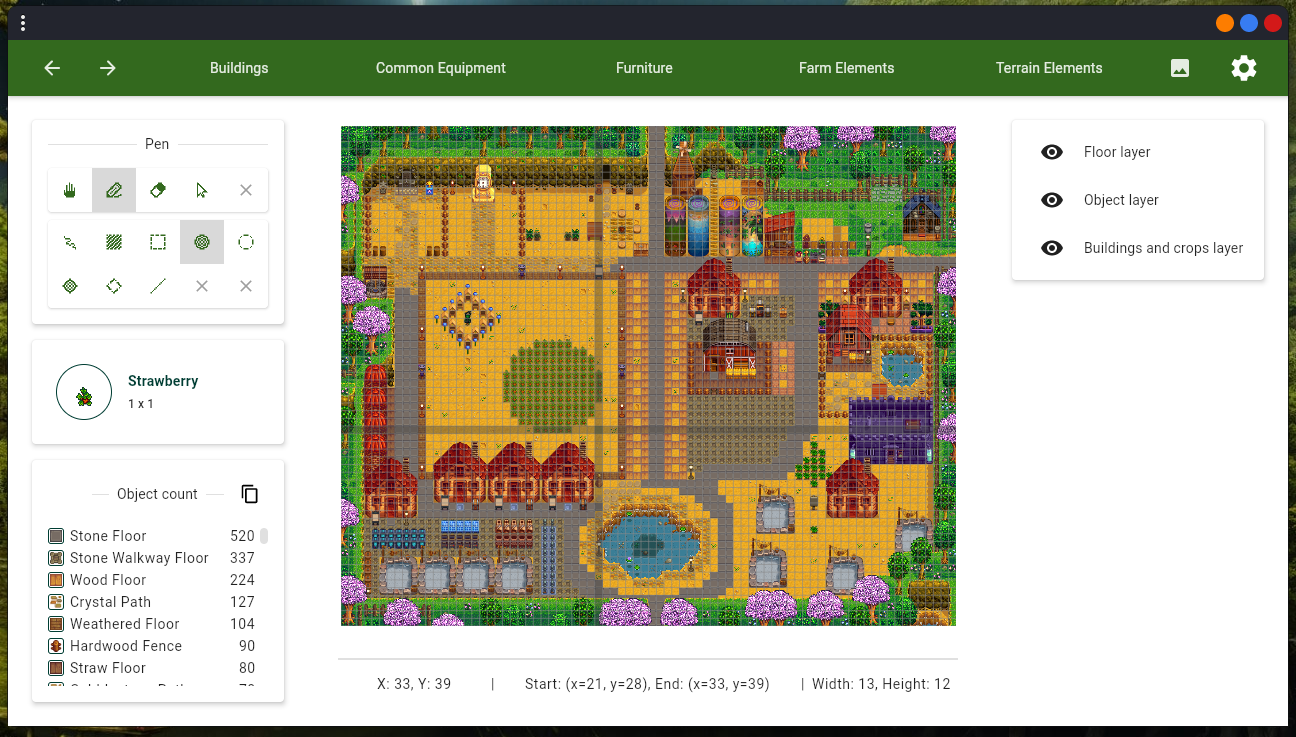 Buildings
Common Equipment
Furniture
Farm Elements
Terrain Elements
Pen
Strawberry
1 x 1
Object count
Stone Floor 520
Stone Walkway Floor 337
Wood Floor 224
Crystal Path 127
Weathered Floor 104
Hardwood Fence 90
Straw Floor 80
X: 33, Y: 39 | Start: (x=21, y=28), End: (x=33, y=39) | Width: 13, Height: 12
Floor layer
Object layer
Buildings and crops layer